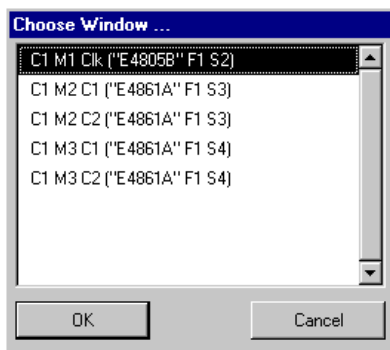 Choose Window ...
C1 M1 Clk ("E4805B" F1 S2)
C1 M2 C1 ("E4861A" F1 S3)
C1 M2 C2 ("E4861A" F1 S3)
C1 M3 C1 ("E4861A" F1 S4)
C1 M3 C2 ("E4861A" F1 S4)
OK Cancel